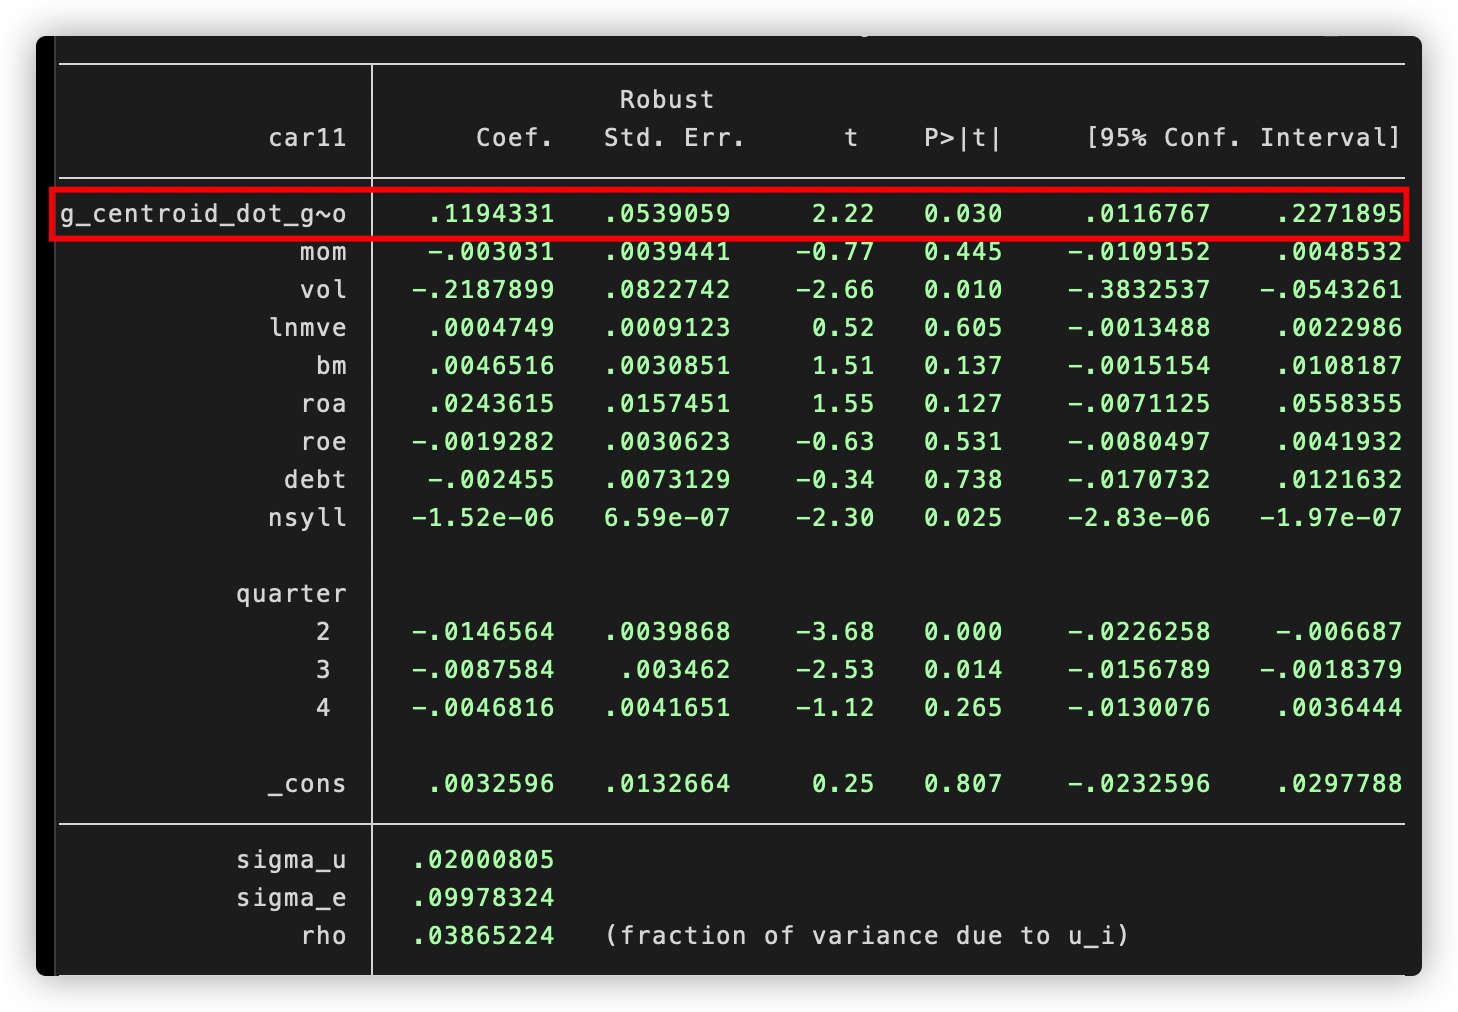 Robust
car11 Coef. Std. Err. t P>|t| [95% Conf. Interval]
g_centroid_dot_g~o .1194331 .0539059 2.22 0.030 .0116767 .2271895
mom -.003031 .0039441 -0.77 0.445 -.0109152 .0048532
vol -.2187899 .0822742 -2.66 0.010 -.3832537 -.0543261
lnmve .0004749 .0009123 0.52 0.605 -.0013488 .0022986
bm .0046516 .0030851 1.51 0.137 -.0015154 .0108187
roa .0243615 .0157451 1.55 0.127 -.0071125 .0558355
roe -.0019282 .0030623 -0.63 0.531 -.0080497 .0041932
debt -.002455 .0073129 -0.34 0.738 -.0170732 .0121632
nsyll -1.52e-06 6.59e-07 -2.30 0.025 -2.83e-06 -1.97e-07
quarter
2 -.0146564 .0039868 -3.68 0.000 -.0226258 -.006687
3 -.0087584 .003462 -2.53 0.014 -.0156789 -.0018379
4 -.0046816 .0041651 -1.12 0.265 -.0130076 .0036444
_cons .0032596 .0132664 0.25 0.807 -.0232596 .0297788
sigma_u .02000805
sigma_e .09978324
rho .03865224 (fraction of variance due to u_i)